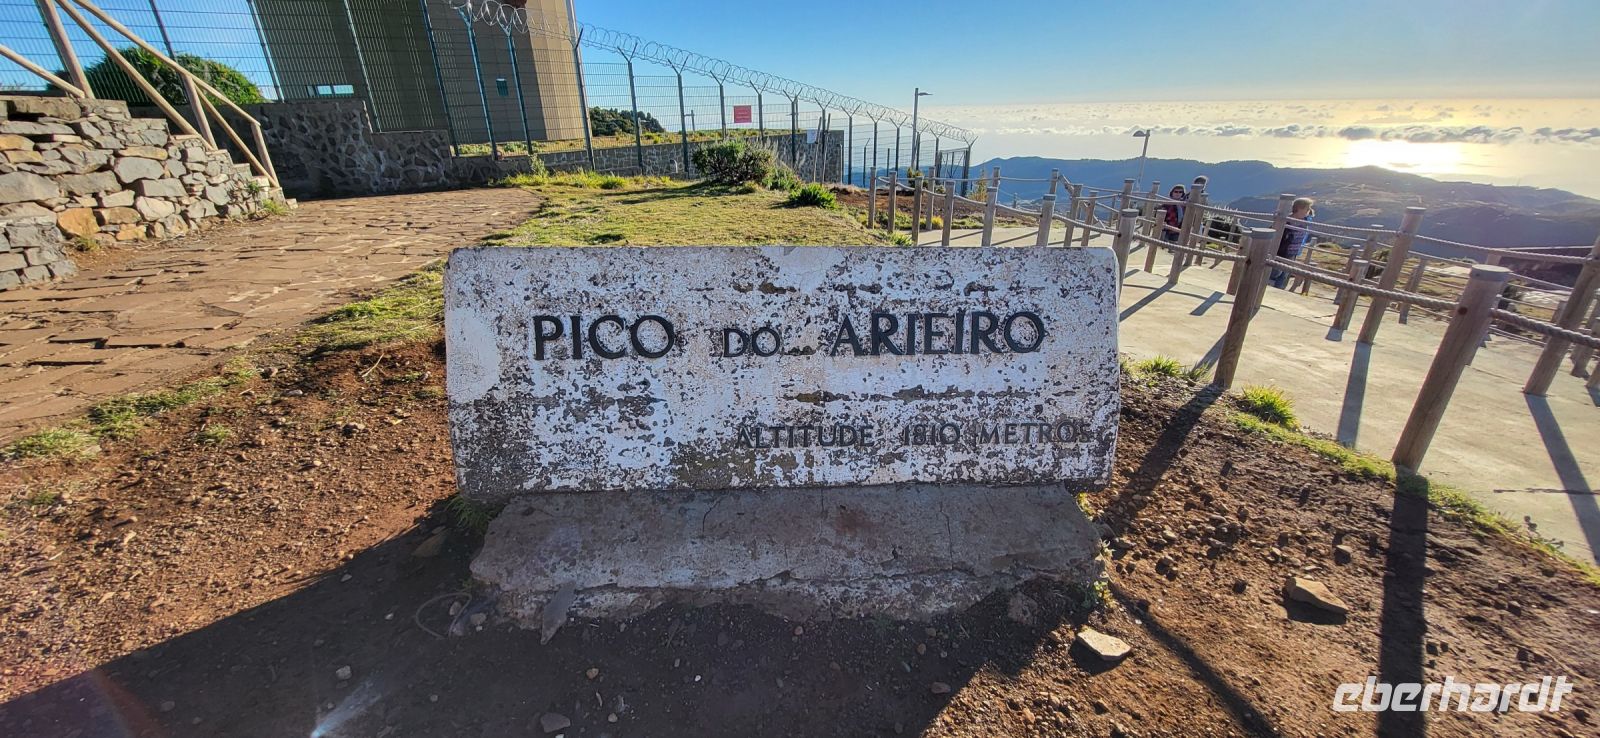 PICO DO ARIEIRO
ALTITUDE 1810 METROS
eberhardt